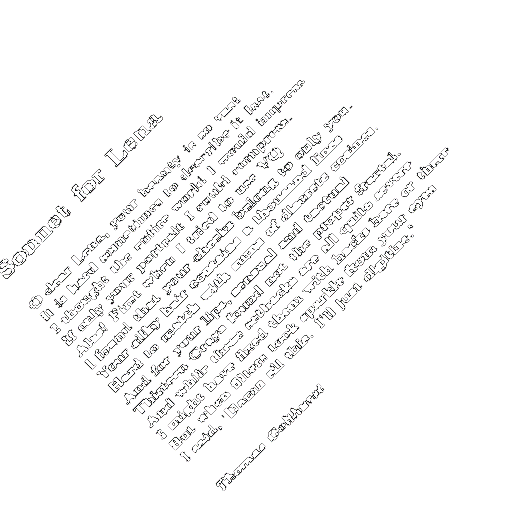 Sonnet for Lena
O dear Lena, your beauty is so vast
It is hard sometimes to describe it fast.
I thought the entire world I would impress
If only your portrait I could compress.
Alas! First when I tried to use VQ
I found that your cheeks belong to only you.
Your silky hair contains a thousand lines
Hard to match with sums of discrete cosines.
And for your lips, sensual and tactual
Thirteen Crays found not the proper fractal.
And while these setbacks are all quite severe
I might have fixed them with hacks here or there
But when filters took sparkle from your eyes
I said, 'Damn all this. I'll just digitize.'
Thomas Colthurst